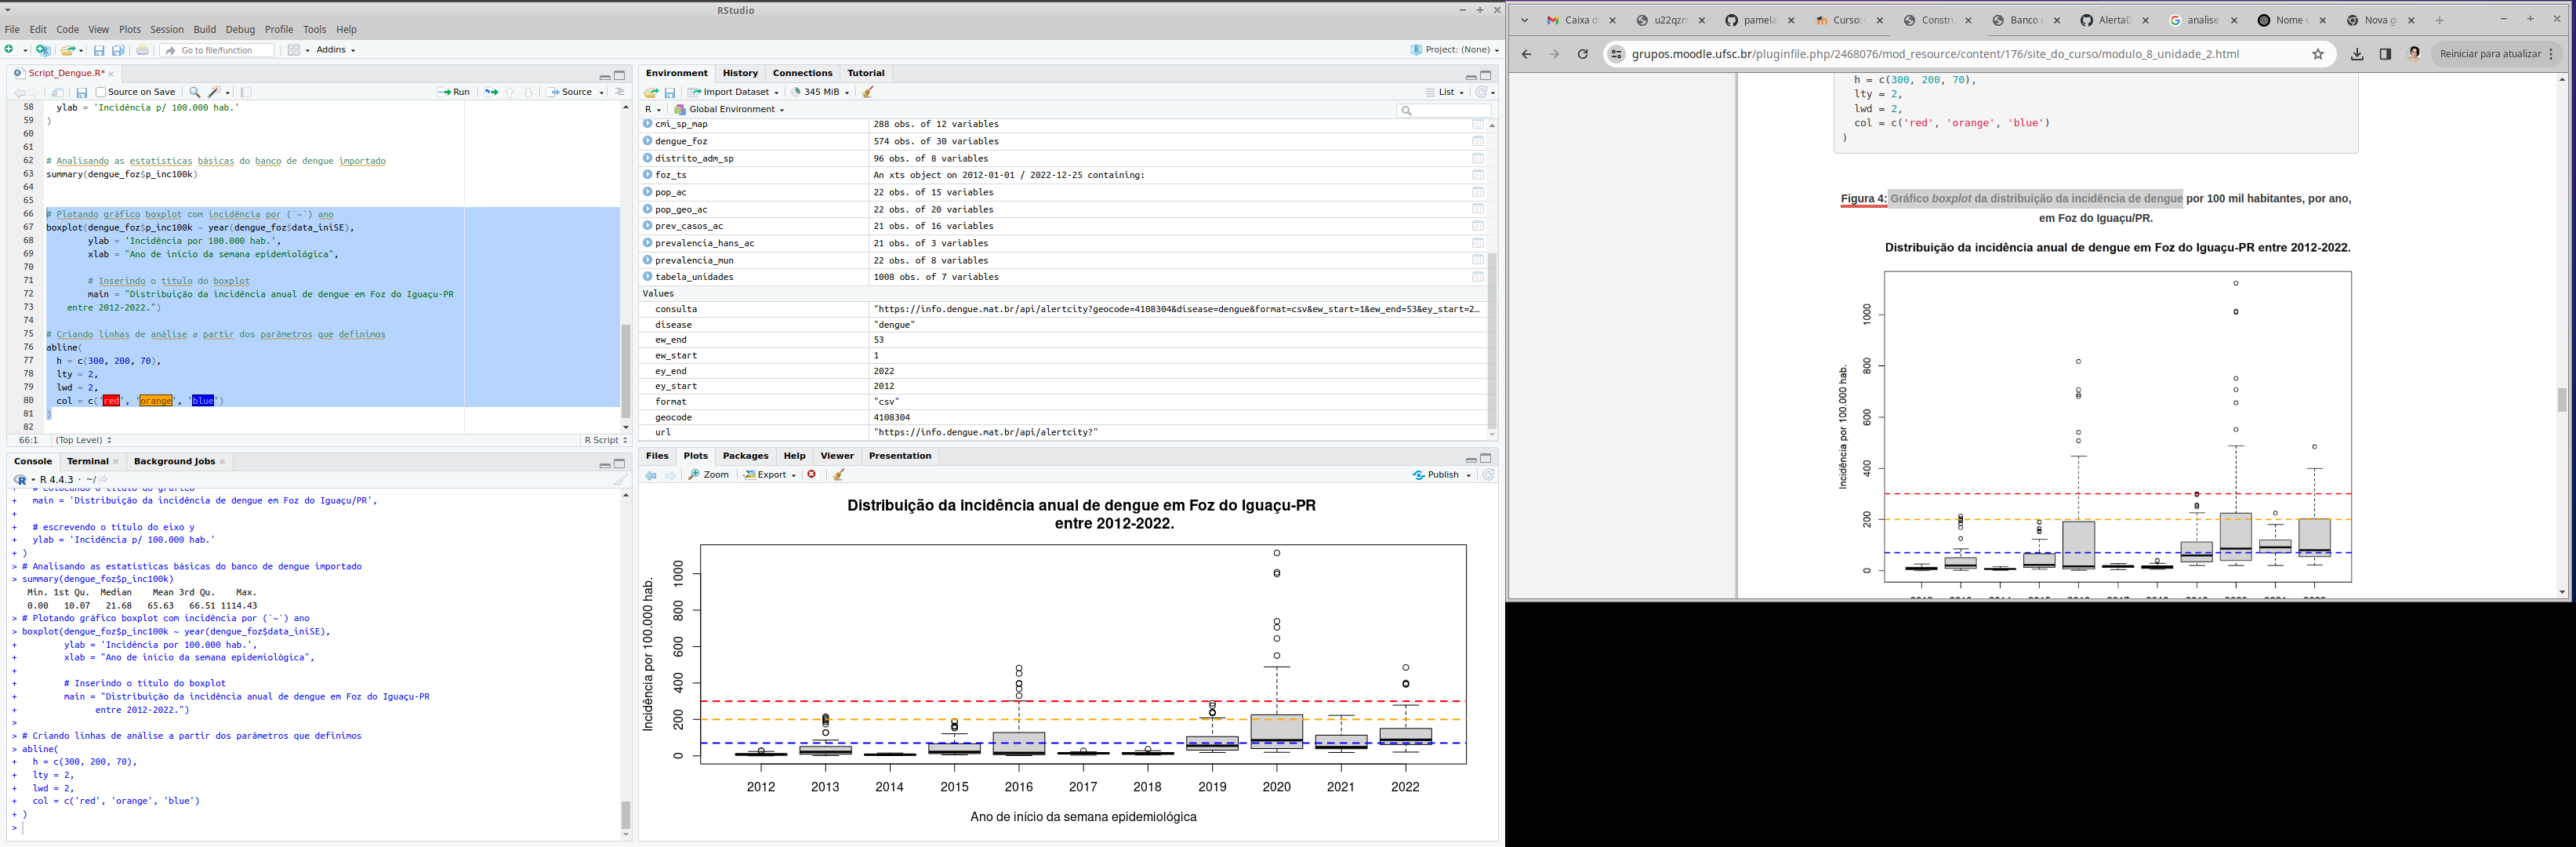 RStudio
File Edit Code View Plots Session Build Debug Profile Tools Help
Go to file/function Addins Project: (None)
Script_Dengue.R*
Source on Save Run Source
58 ylab = 'Incidência p/ 100.000 hab.'
59 )
60
61
62 # Analisando as estatísticas básicas do banco de dengue importado
63 summary(dengue_foz$p_inc100k)
64
65
66 # Plotando gráfico boxplot com incidência por (`~`) ano
67 boxplot(dengue_foz$p_inc100k ~ year(dengue_foz$data_iniSE),
68 ylab = 'Incidência por 100.000 hab.',
69 xlab = "Ano de início da semana epidemiológica",
70
71 # Inserindo o título do boxplot
72 main = "Distribuição da incidência anual de dengue em Foz do Iguaçu-PR
73 entre 2012-2022.")
74
75 # Criando linhas de análise a partir dos parâmetros que definimos
76 abline(
77 h = c(300, 200, 70),
78 lty = 2,
79 lwd = 2,
80 col = c('red', 'orange', 'blue')
81 )
82
66:1 (Top Level) R Script
Console Terminal Background Jobs
R 4.4.3 · ~/
+ # colocando o título do gráfico
+ main = 'Distribuição da incidência de dengue em Foz do Iguaçu/PR',
+
+ # escrevendo o título do eixo y
+ ylab = 'Incidência p/ 100.000 hab.'
+ )
> # Analisando as estatísticas básicas do banco de dengue importado
> summary(dengue_foz$p_inc100k)
Min. 1st Qu. Median Mean 3rd Qu. Max.
0.00 10.07 21.68 65.63 66.51 1114.43
> # Plotando gráfico boxplot com incidência por (`~`) ano
> boxplot(dengue_foz$p_inc100k ~ year(dengue_foz$data_iniSE),
+ ylab = 'Incidência por 100.000 hab.',
+ xlab = "Ano de início da semana epidemiológica",
+
+ # Inserindo o título do boxplot
+ main = "Distribuição da incidência anual de dengue em Foz do Iguaçu-PR
+ entre 2012-2022.")
>
> # Criando linhas de análise a partir dos parâmetros que definimos
> abline(
+ h = c(300, 200, 70),
+ lty = 2,
+ lwd = 2,
+ col = c('red', 'orange', 'blue')
+ )
>
Environment History Connections Tutorial
Import Dataset 345 MiB List
R Global Environment
cmi_sp_map 288 obs. of 12 variables
dengue_foz 574 obs. of 30 variables
distrito_adm_sp 96 obs. of 8 variables
foz_ts An xts object on 2012-01-01 / 2022-12-25 containing:
pop_ac 22 obs. of 15 variables
pop_geo_ac 22 obs. of 20 variables
prev_casos_ac 21 obs. of 16 variables
prevalencia_hans_ac 21 obs. of 3 variables
prevalencia_mun 22 obs. of 8 variables
tabela_unidades 1008 obs. of 7 variables
Values
consulta "https://info.dengue.mat.br/api/alertcity?geocode=4108304&disease=dengue&format=csv&ew_start=1&ew_end=53&ey_start=2…
disease "dengue"
ew_end 53
ew_start 1
ey_end 2022
ey_start 2012
format "csv"
geocode 4108304
url "https://info.dengue.mat.br/api/alertcity?"
Files Plots Packages Help Viewer Presentation
Zoom Export Publish
Distribuição da incidência anual de dengue em Foz do Iguaçu-PR
entre 2012-2022.
Incidência por 100.000 hab.
1000
800
600
400
200
0
2012 2013 2014 2015 2016 2017 2018 2019 2020 2021 2022
Ano de início da semana epidemiológica
Caixa d u22qzr pamela Curso: Constru Banco AlertaD analise Nome Nova g
grupos.moodle.ufsc.br/pluginfile.php/2468076/mod_resource/content/176/site_do_curso/modulo_8_unidade_2.html Reiniciar para atualizar
h = c(300, 200, 70),
lty = 2,
lwd = 2,
col = c('red', 'orange', 'blue')
)
Figura 4: Gráfico boxplot da distribuição da incidência de dengue por 100 mil habitantes, por ano,
em Foz do Iguaçu/PR.
Distribuição da incidência anual de dengue em Foz do Iguaçu-PR entre 2012-2022.
Incidência por 100.000 hab.
1000
800
600
400
200
0